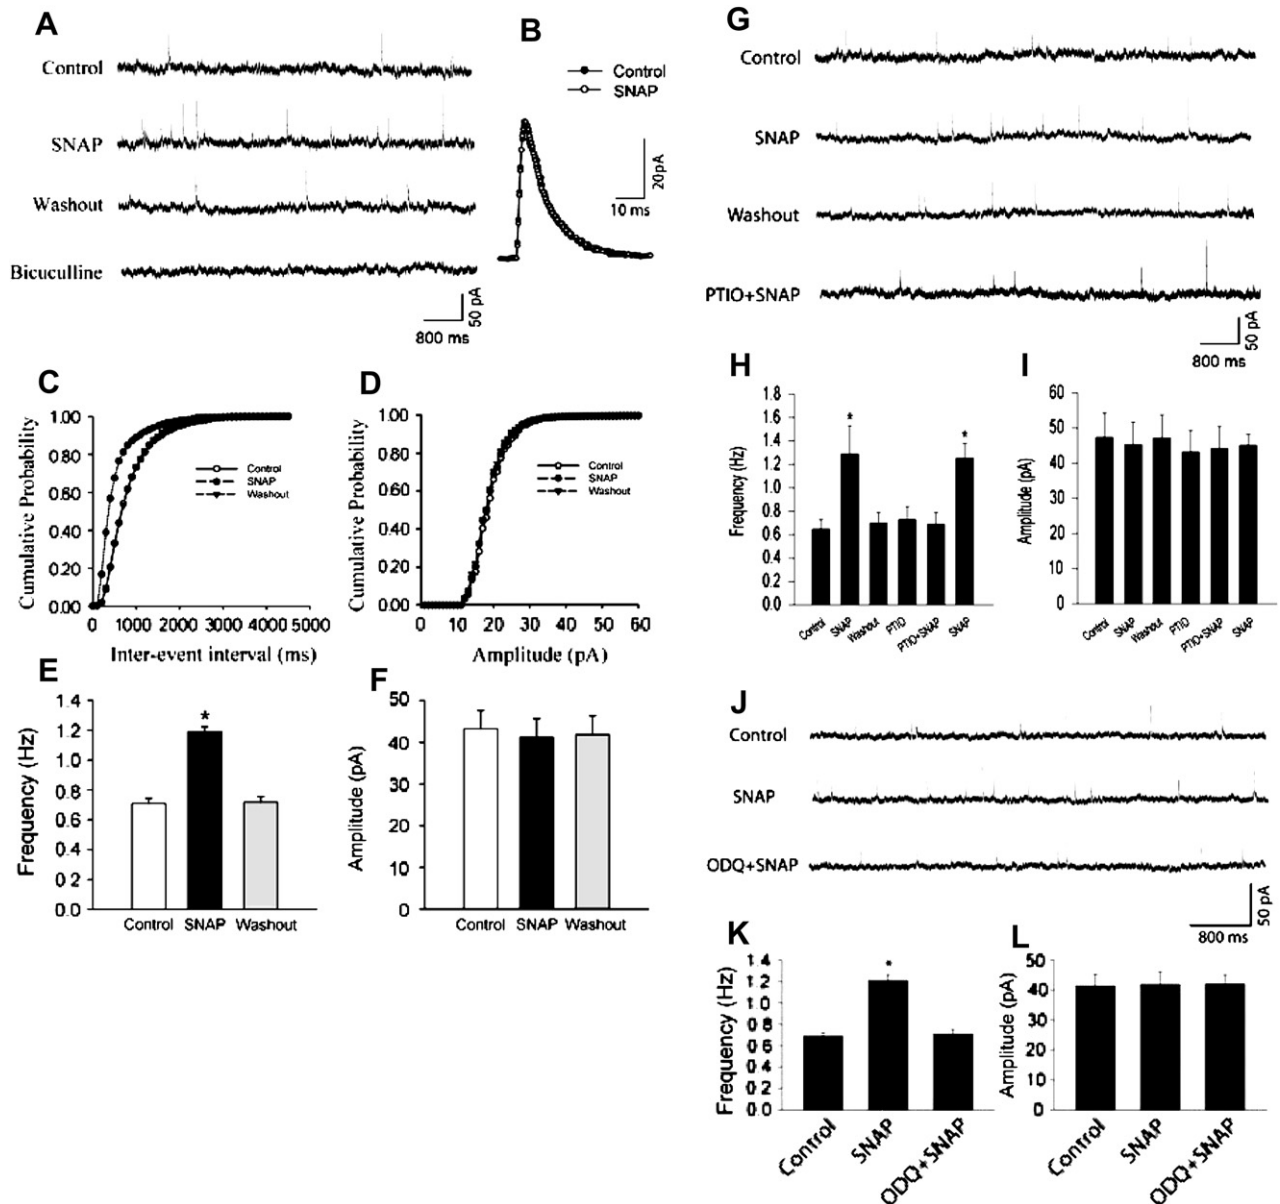 A
Control
SNAP
Washout
Bicuculline
50 pA
800 ms
B
Control
SNAP
20pA
10 ms
C
Cumulative Probability
1.00
0.80
0.60
0.40
0.20
0.00
Control
SNAP
Washout
0 1000 2000 3000 4000 5000
Inter-event interval (ms)
D
Cumulative Probability
1.00
0.80
0.60
0.40
0.20
0.00
Control
SNAP
Washout
0 10 20 30 40 50 60
Amplitude (pA)
E
Frequency (Hz)
1.4
1.2
1.0
0.8
0.6
0.4
0.2
0.0
*
Control SNAP Washout
F
Amplitude (pA)
50
40
30
20
10
0
Control SNAP Washout
G
Control
SNAP
Washout
PTIO+SNAP
50 pA
800 ms
H
Frequency (Hz)
1.8
1.6
1.4
1.2
1.0
0.8
0.6
0.4
0.2
0.0
* *
Control SNAP Washout PTIO PTIO+SNAP SNAP
I
Amplitude (pA)
60
50
40
30
20
10
0
Control SNAP Washout PTIO PTIO+SNAP SNAP
J
Control
SNAP
ODQ+SNAP
50 pA
800 ms
K
Frequency (Hz)
1.4
1.2
1.0
0.8
0.6
0.4
0.2
0.0
*
Control SNAP ODQ+SNAP
L
Amplitude (pA)
50
40
30
20
10
0
Control SNAP ODQ+SNAP